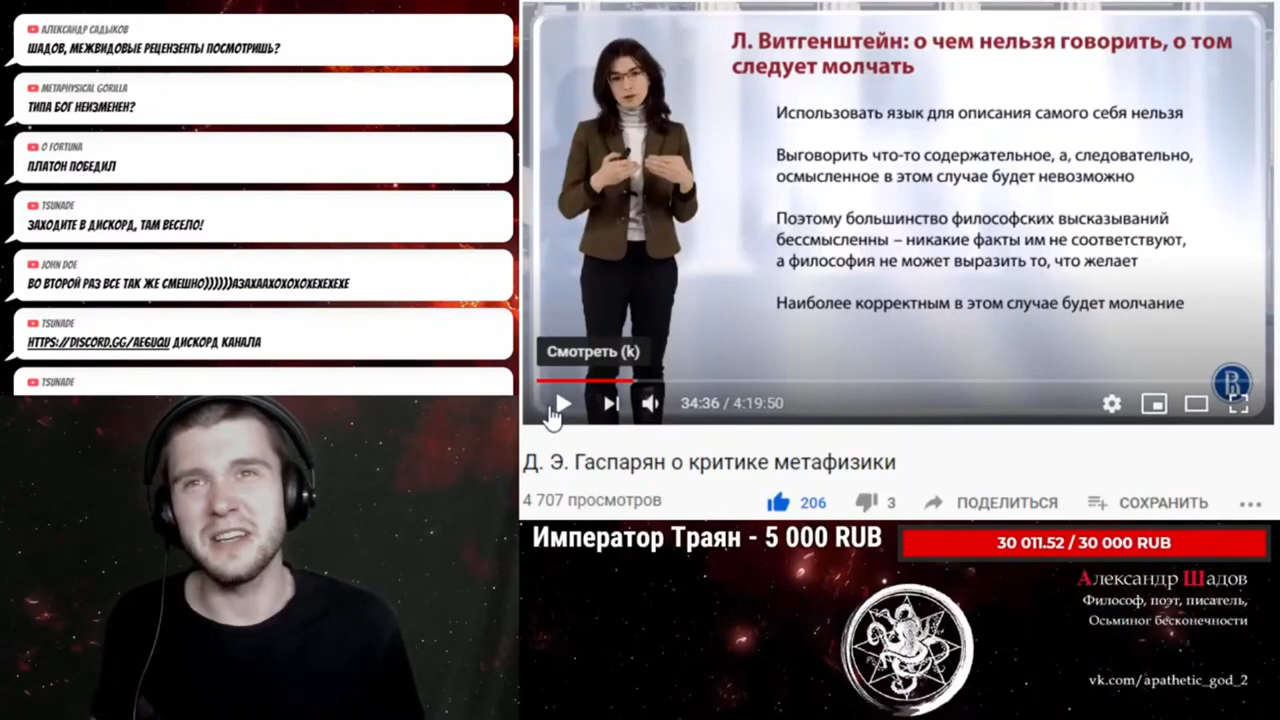 АЛЕКСАНДР САДЫКОВ
ШАДОВ, МЕЖВИДОВЫЕ РЕЦЕНЗЕНТЫ ПОСМОТРИШЬ?
METAPHYSICAL GORILLA
ТИПА БОГ НЕИЗМЕНЕН?
O FORTUNA
ПЛАТОН ПОБЕДИЛ
TSUNADE
ЗАХОДИТЕ В ДИСКОРД, ТАМ ВЕСЕЛО!
JOHN DOE
ВО ВТОРОЙ РАЗ ВСЕ ТАК ЖЕ СМЕШНО))))))АЗАХААХОХОХОХЕХЕХЕХЕ
TSUNADE
HTTPS://DISCORD.GG/AE6UQU ДИСКОРД КАНАЛА
TSUNADE
Л. Витгенштейн: о чем нельзя говорить, о том
следует молчать
Использовать язык для описания самого себя нельзя
Выговорить что-то содержательное, а, следовательно,
осмысленное в этом случае будет невозможно
Поэтому большинство философских высказываний
бессмысленны – никакие факты им не соответствуют,
а философия не может выразить то, что желает
Наиболее корректным в этом случае будет молчание
Смотреть (k)
34:36 / 4:19:50
Д. Э. Гаспарян о критике метафизики
4 707 просмотров
206
3
ПОДЕЛИТЬСЯ
СОХРАНИТЬ
Император Траян - 5 000 RUB
30 011.52 / 30 000 RUB
Александр Шадов
Философ, поэт, писатель,
Осьминог бесконечности
vk.com/apathetic_god_2